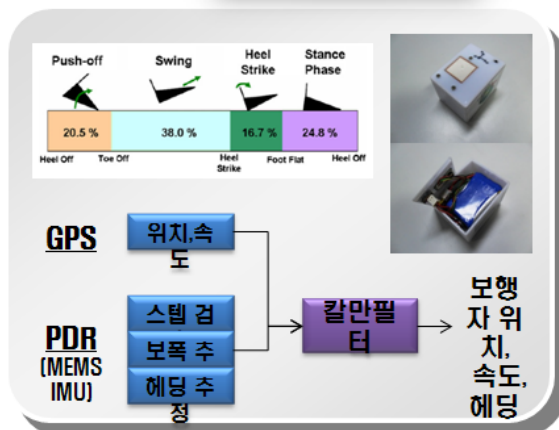 Push-off
Swing
Heel
Strike
Stance
Phase
20.5 %
38.0 %
16.7 %
24.8 %
Heel Off
Toe Off
Heel
Strike
Foot Flat
Heel Off
GPS
위치,속
도
PDR
(MEMS
IMU)
스텝 검
보폭 추
헤딩 추
정
칼만필
터
보행
자 위
치,
속도,
헤딩